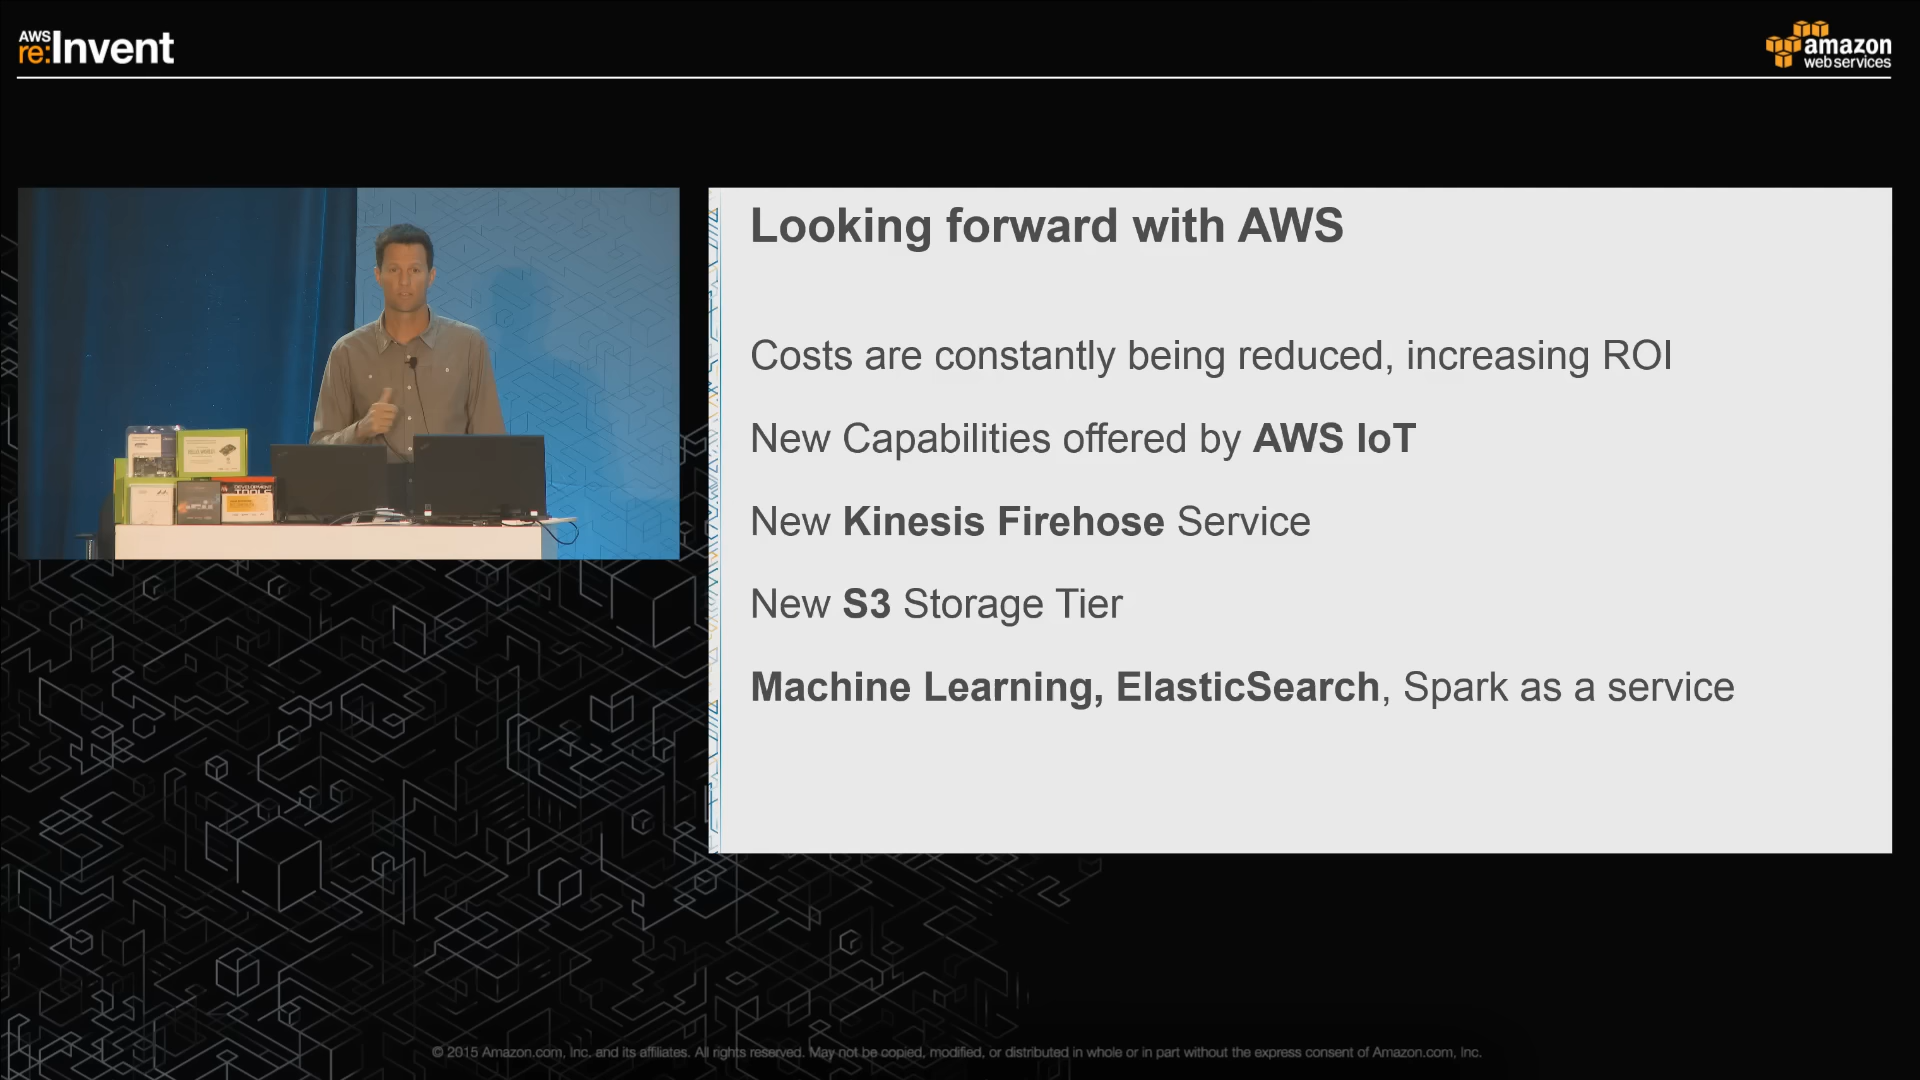 AWS
re:Invent
amazon
web services
Looking forward with AWS
Costs are constantly being reduced, increasing ROI
New Capabilities offered by AWS IoT
New Kinesis Firehose Service
New S3 Storage Tier
Machine Learning, ElasticSearch, Spark as a service
DEVELOPMENT
TOOLS
© 2015 Amazon.com, Inc. and its affiliates. All rights reserved. May not be copied, modified, or distributed in whole or in part without the express consent of Amazon.com, Inc.